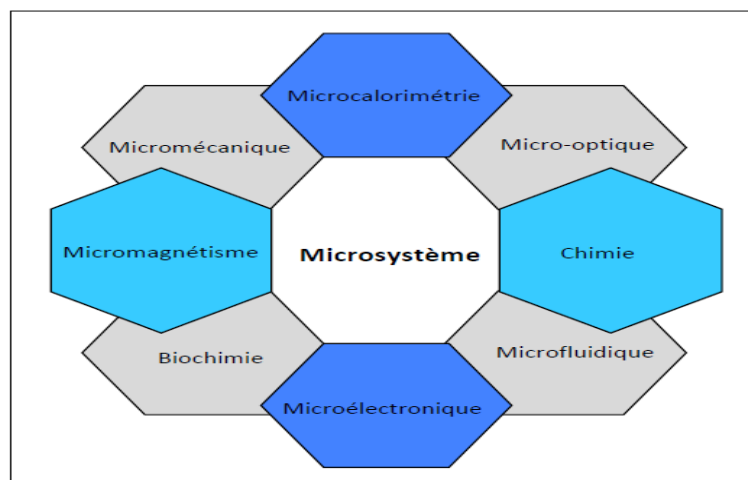 Microcalorimétrie
Micromécanique
Micro-optique
Micromagnétisme
Microsystème
Chimie
Biochimie
Microfluidique
Microélectronique